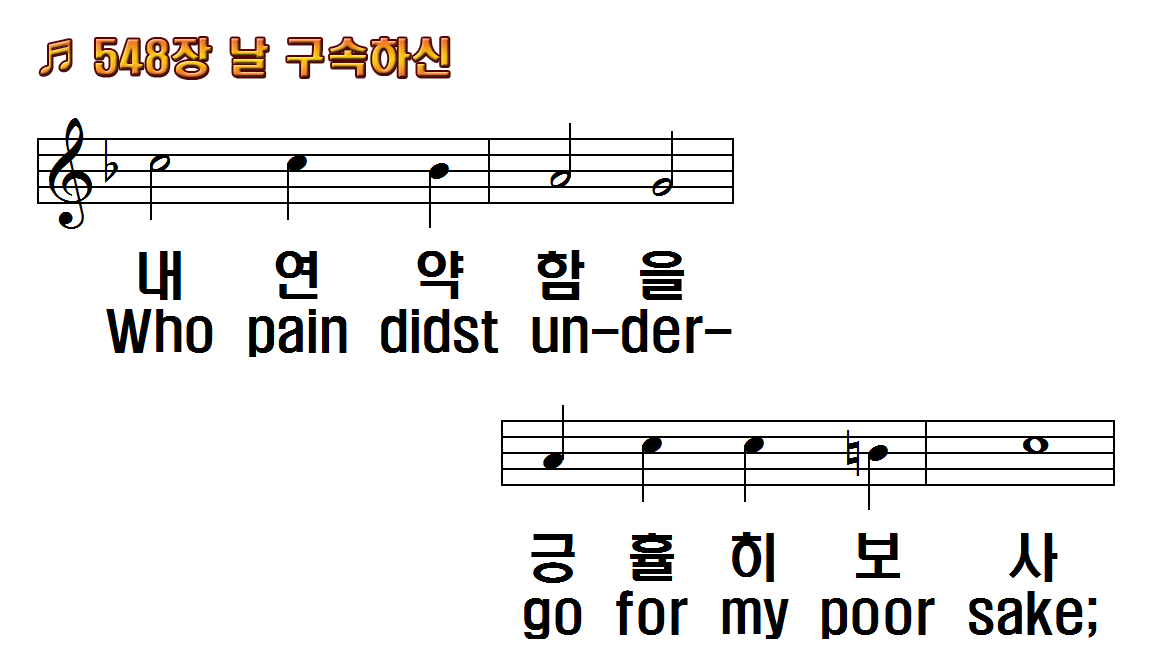 ♬ 548장 날 구속하신
내 연 약 함 을
Who pain didst un-der-
긍 휼 히 보 사
go for my poor sake;